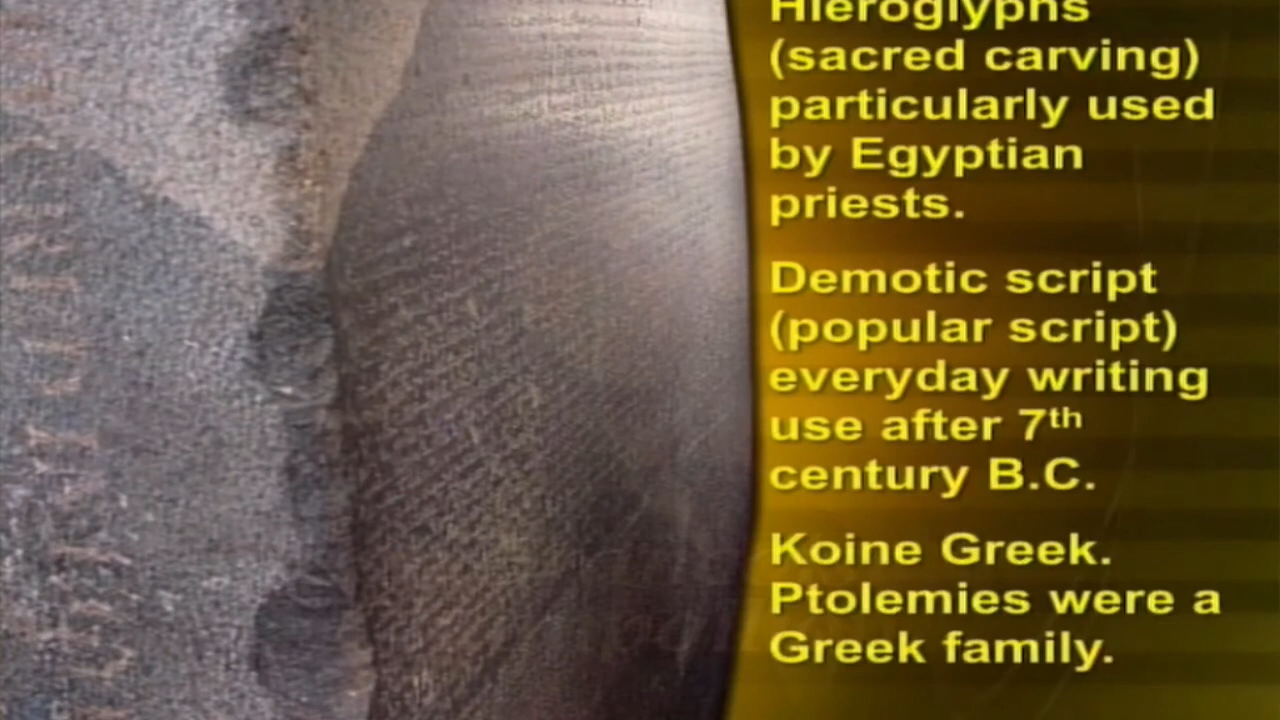 Hieroglyphs
(sacred carving)
particularly used
by Egyptian
priests.
Demotic script
(popular script)
everyday writing
use after 7th
century B.C.
Koine Greek.
Ptolemies were a
Greek family.